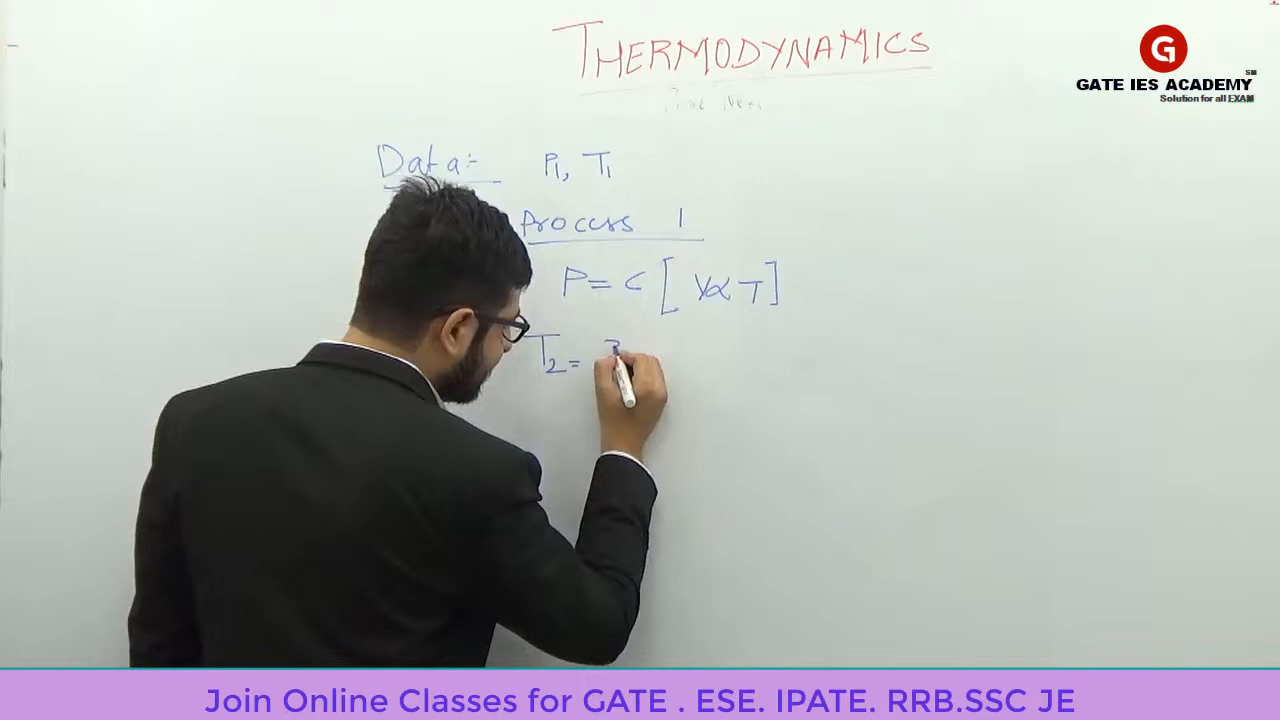 THERMODYNAMICS
G
SM
GATE IES ACADEMY
Solution for all EXAM
Data:- P1, T1
Process 1
P = C [ V ∝ T ]
T2 =
Join Online Classes for GATE . ESE. IPATE. RRB.SSC JE